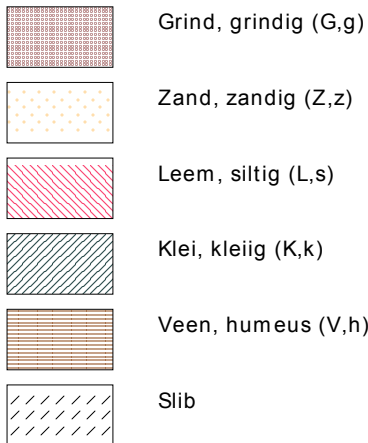 Grind, grindig (G,g)
Zand, zandig (Z,z)
Leem, siltig (L,s)
Klei, kleiig (K,k)
Veen, humeus (V,h)
Slib